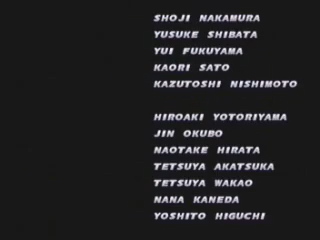 SHOJI NAKAMURA
YUSUKE SHIBATA
YUI FUKUYAMA
KAORI SATO
KAZUTOSHI NISHIMOTO
HIROAKI YOTORIYAMA
JIN OKUBO
NAOTAKE HIRATA
TETSUYA AKATSUKA
TETSUYA WAKAO
NANA KANEDA
YOSHITO HIGUCHI